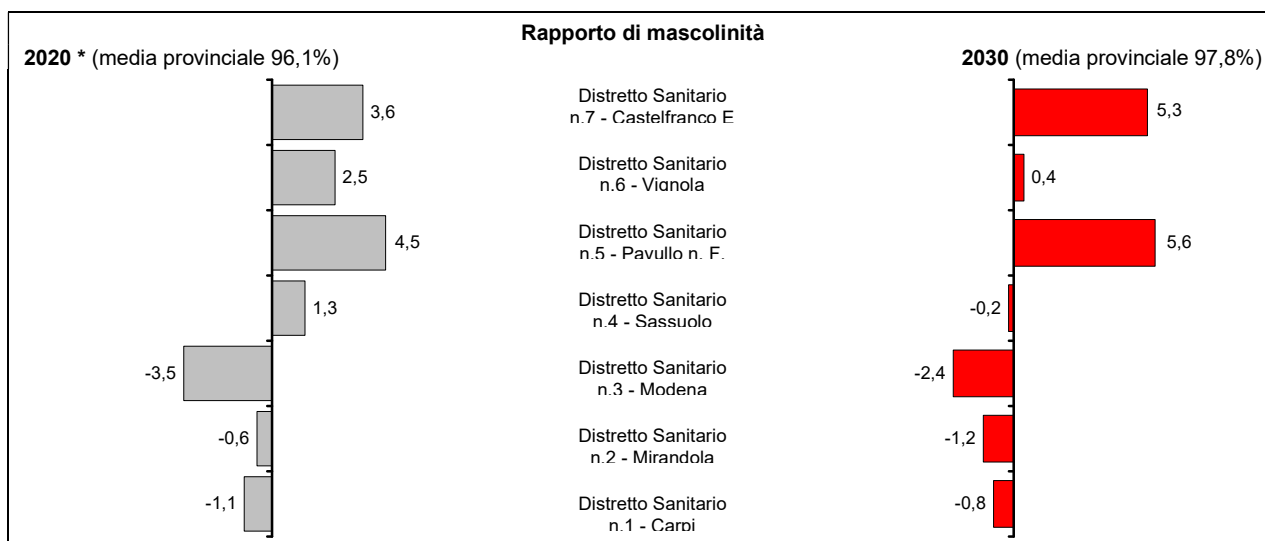 Rapporto di mascolinità
2020 * (media provinciale 96,1%)
2030 (media provinciale 97,8%)
3,6
Distretto Sanitario
n.7 - Castelfranco E
5,3
2,5
Distretto Sanitario
n.6 - Vignola
0,4
4,5
Distretto Sanitario
n.5 - Pavullo n. F.
5,6
1,3
Distretto Sanitario
n.4 - Sassuolo
-0,2
-3,5
Distretto Sanitario
n.3 - Modena
-2,4
-0,6
Distretto Sanitario
n.2 - Mirandola
-1,2
-1,1
Distretto Sanitario
n.1 - Carpi
-0,8